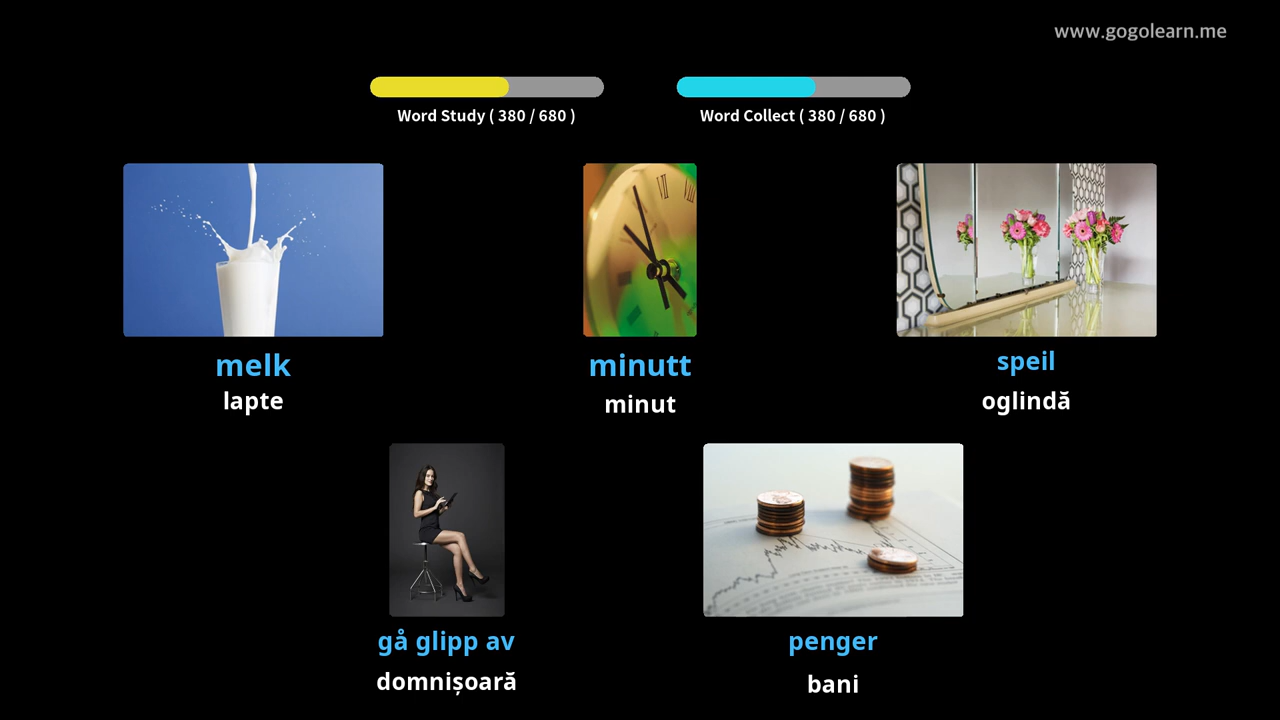 www.gogolearn.me
Word Study ( 380 / 680 )
Word Collect ( 380 / 680 )
melk
lapte
minutt
minut
speil
oglindă
gå glipp av
domnișoară
penger
bani